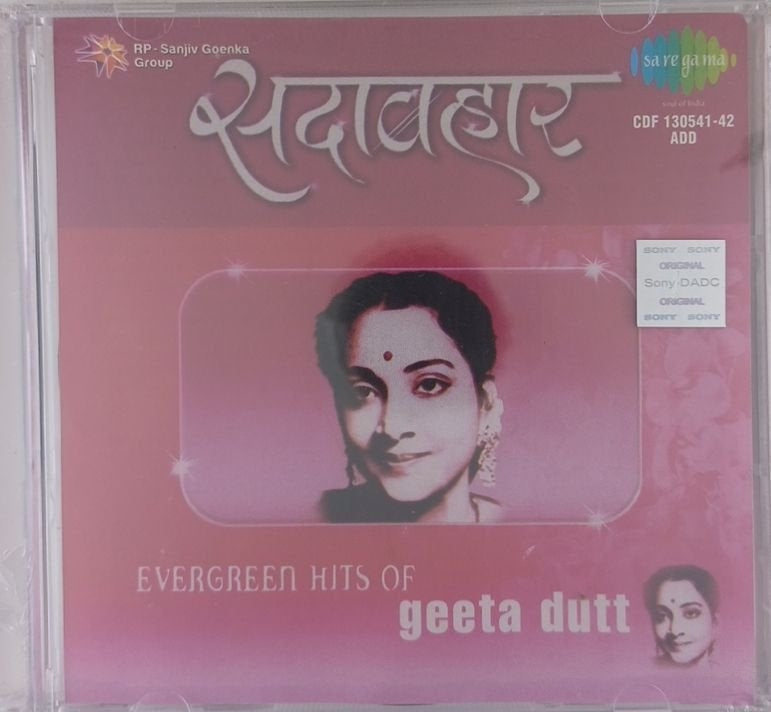 RP - Sanjiv Goenka
Group
sa re ga ma
soul of India
सदाबहार
CDF 130541-42
ADD
SONY SONY
ORIGINAL
Sony DADC
ORIGINAL
SONY SONY
EVERGREEN HITS OF
geeta dutt